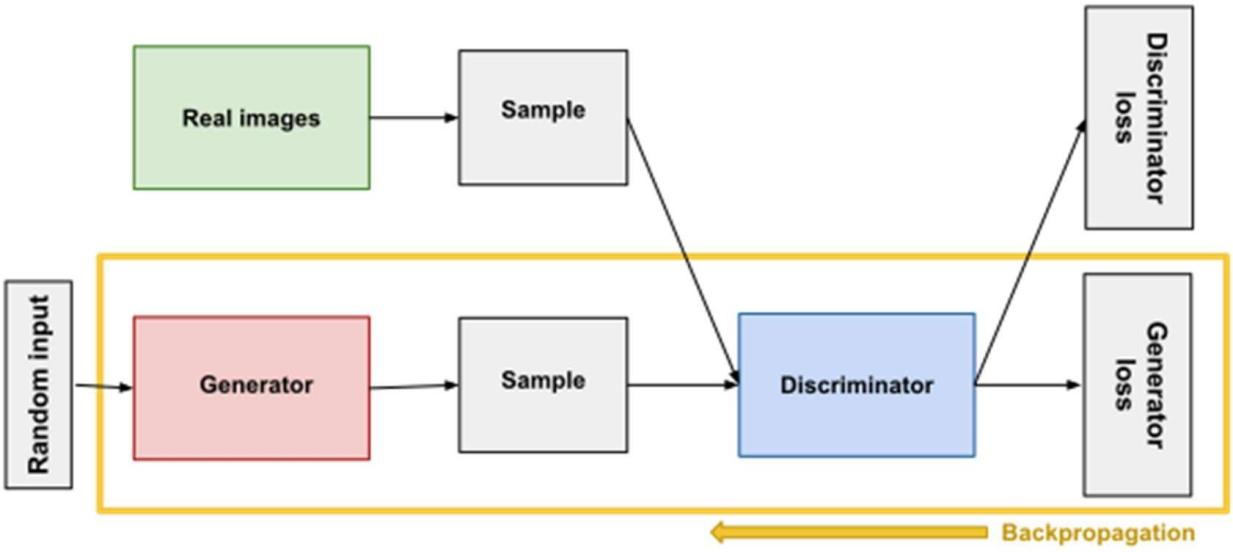 Real images
Sample
Discriminator
loss
Random input
Generator
Sample
Discriminator
Generator
loss
Backpropagation